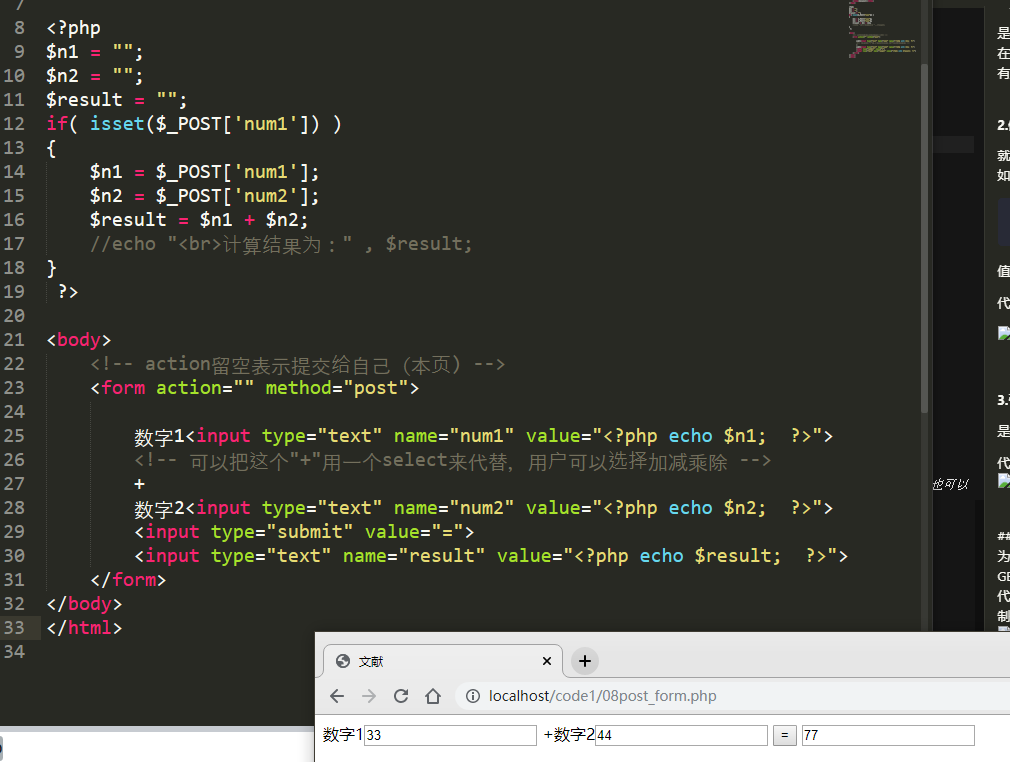 7
8 <?php
9 $n1 = "";
10 $n2 = "";
11 $result = "";
12 if( isset($_POST['num1']) )
13 {
14 $n1 = $_POST['num1'];
15 $n2 = $_POST['num2'];
16 $result = $n1 + $n2;
17 //echo "<br>计算结果为：" , $result;
18 }
19 ?>
20
21 <body>
22 <!-- action留空表示提交给自己（本页）-->
23 <form action="" method="post">
24
25 数字1<input type="text" name="num1" value="<?php echo $n1;  ?>">
26 <!-- 可以把这个"+"用一个select来代替，用户可以选择加减乘除 -->
27 +
28 数字2<input type="text" name="num2" value="<?php echo $n2;  ?>">
29 <input type="submit" value="=">
30 <input type="text" name="result" value="<?php echo $result;  ?>">
31 </form>
32 </body>
33 </html>
34
是
在
有
2.
就
如
值
代
3.
是
代
也可以
##
为
GE
代
制
文献
localhost/code1/08post_form.php
数字1 33 +数字2 44 = 77